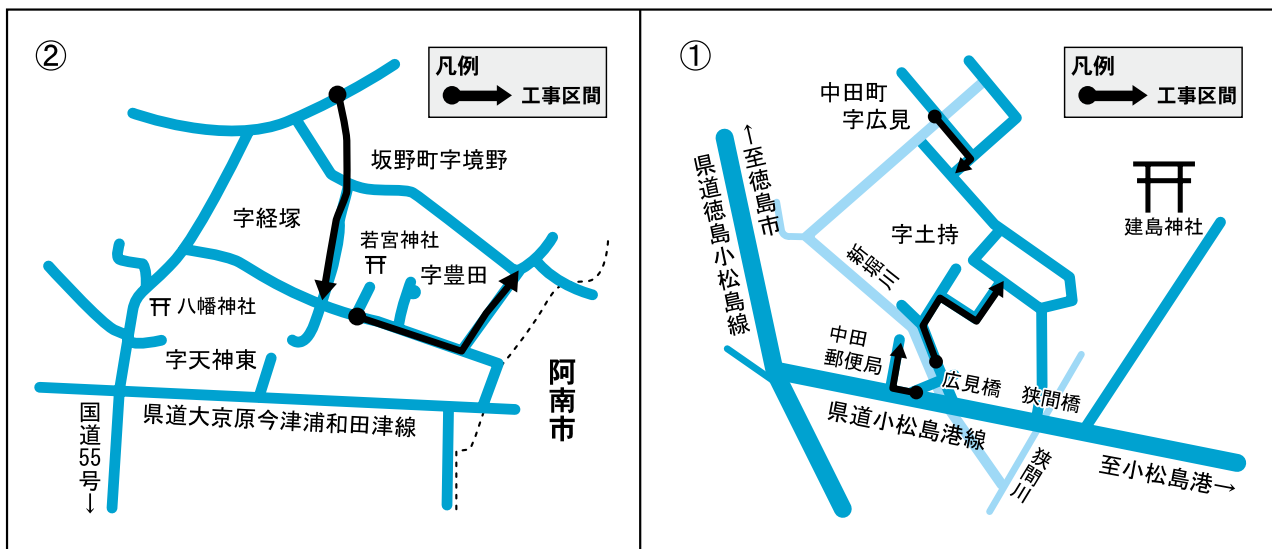 ②
凡例
工事区間
坂野町字境野
字経塚
若宮神社
字豊田
八幡神社
字天神東
阿南市
県道大京原今津浦和田津線
国道55号→
①
凡例
工事区間
中田町
字広見
←至徳島市
県道徳島小松島線
建島神社
字土持
新堀川
中田
郵便局
広見橋
狭間橋
県道小松島港線
狭間川
至小松島港→